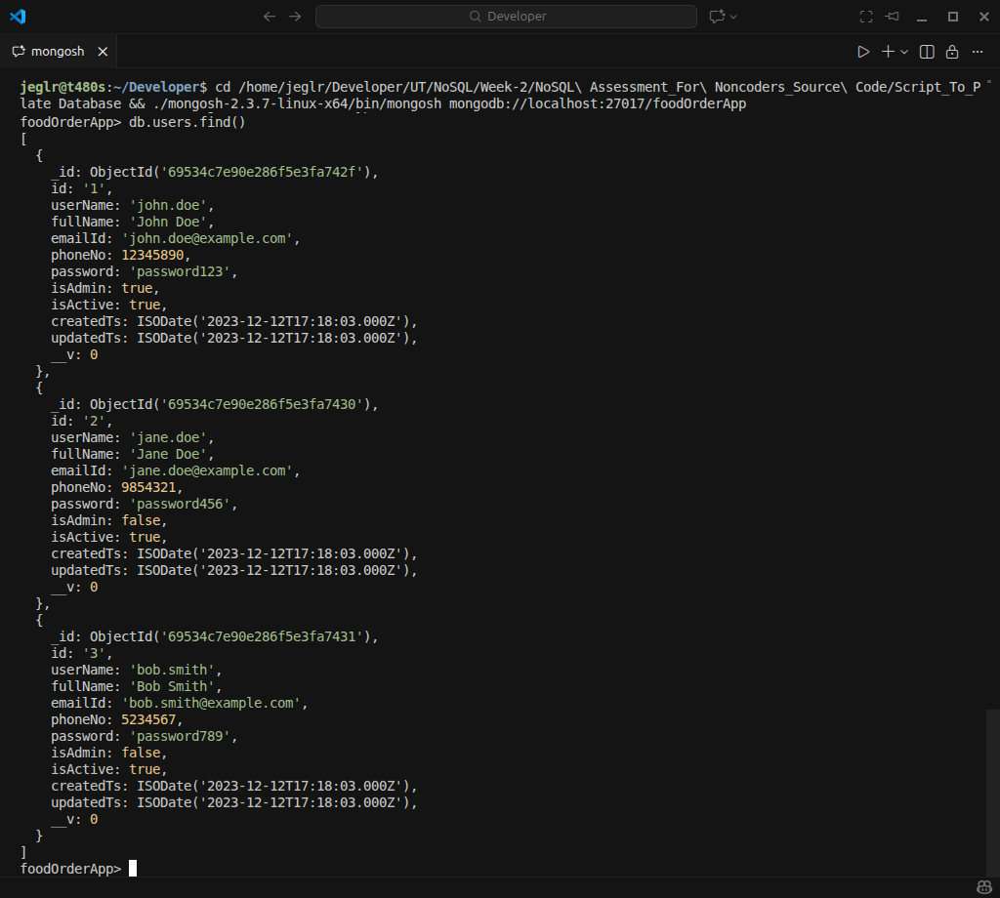 Developer
mongosh
jeglr@t480s:~/Developer$ cd /home/jeglr/Developer/UT/NoSQL/Week-2/NoSQL\ Assessment_For\ Noncoders_Source\ Code/Script_To_P
late Database && ./mongosh-2.3.7-linux-x64/bin/mongosh mongodb://localhost:27017/foodOrderApp
foodOrderApp> db.users.find()
[
  {
    _id: ObjectId('69534c7e90e286f5e3fa742f'),
    id: '1',
    userName: 'john.doe',
    fullName: 'John Doe',
    emailId: 'john.doe@example.com',
    phoneNo: 12345890,
    password: 'password123',
    isAdmin: true,
    isActive: true,
    createdTs: ISODate('2023-12-12T17:18:03.000Z'),
    updatedTs: ISODate('2023-12-12T17:18:03.000Z'),
    __v: 0
  },
  {
    _id: ObjectId('69534c7e90e286f5e3fa7430'),
    id: '2',
    userName: 'jane.doe',
    fullName: 'Jane Doe',
    emailId: 'jane.doe@example.com',
    phoneNo: 9854321,
    password: 'password456',
    isAdmin: false,
    isActive: true,
    createdTs: ISODate('2023-12-12T17:18:03.000Z'),
    updatedTs: ISODate('2023-12-12T17:18:03.000Z'),
    __v: 0
  },
  {
    _id: ObjectId('69534c7e90e286f5e3fa7431'),
    id: '3',
    userName: 'bob.smith',
    fullName: 'Bob Smith',
    emailId: 'bob.smith@example.com',
    phoneNo: 5234567,
    password: 'password789',
    isAdmin: false,
    isActive: true,
    createdTs: ISODate('2023-12-12T17:18:03.000Z'),
    updatedTs: ISODate('2023-12-12T17:18:03.000Z'),
    __v: 0
  }
]
foodOrderApp>